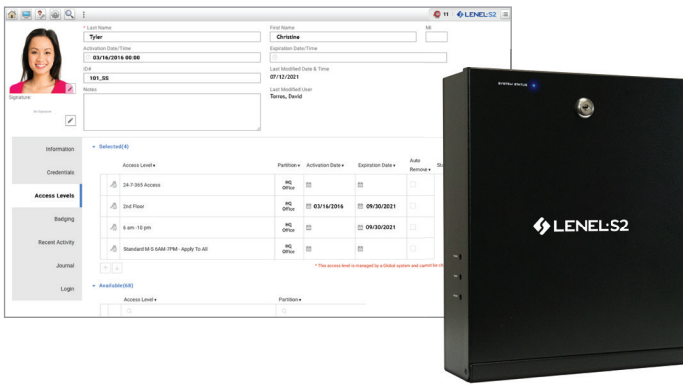 11 LENEL·S2
* Last Name First Name MI
Tyler Christine
Activation Date/Time Expiration Date/Time
03/16/2016 00:00
ID# Last Modified Date & Time
101_SS 07/12/2021
Notes Last Modified User
Torres, David
Signature
No Signature
Information
Credentials
Access Levels
Badging
Recent Activity
Journal
Login
Selected(4)
Access Level Partition Activation Date Expiration Date Auto Remove
24-7-365 Access HQ Office
2nd Floor HQ Office 03/16/2016 09/30/2021
6 am -10 pm HQ Office 09/30/2021
Standard M-S 6AM-7PM - Apply To All HQ Office
* This access level is managed by a Global system and cannot be
Available(68)
Access Level Partition
SYSTEM STATUS
LENEL·S2